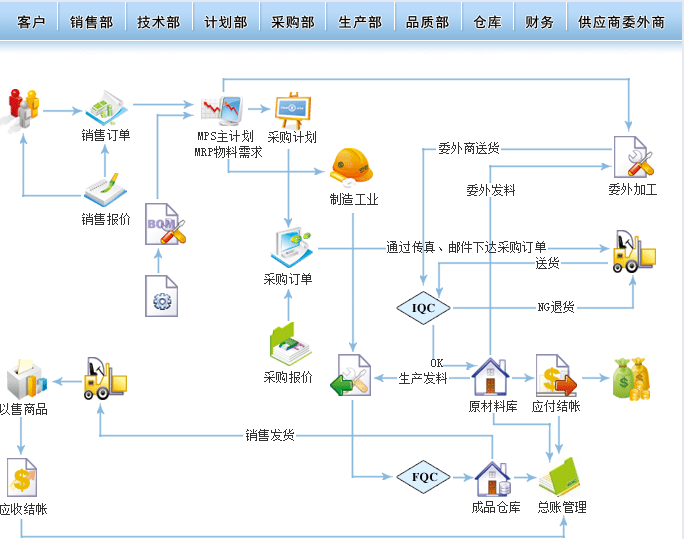 客户 销售部 技术部 计划部 采购部 生产部 品质部 仓库 财务 供应商委外商
销售订单
MPS主计划
MRP物料需求
采购计划
委外商送货
制造工业
委外发料
委外加工
销售报价
BOM
通过传真、邮件下达采购订单
送货
采购订单
IQC
NG退货
OK
采购报价
生产发料
原材料库
应付结帐
以售商品
销售发货
FQC
应收结帐
成品仓库
总账管理